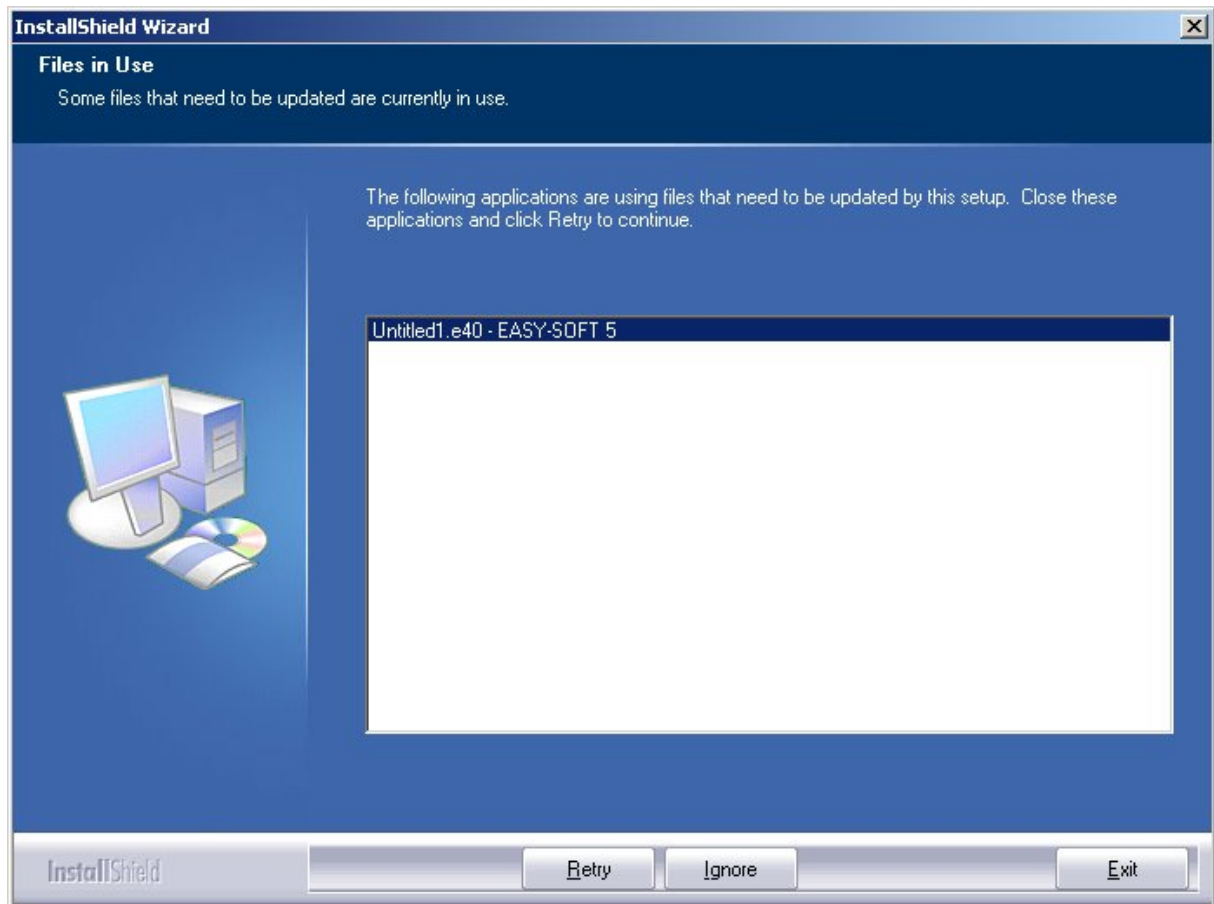 InstallShield Wizard
Files in Use
Some files that need to be updated are currently in use.
The following applications are using files that need to be updated by this setup.  Close these
applications and click Retry to continue.
Untitled1.e40 - EASY-SOFT 5
InstallShield
Retry
Ignore
Exit